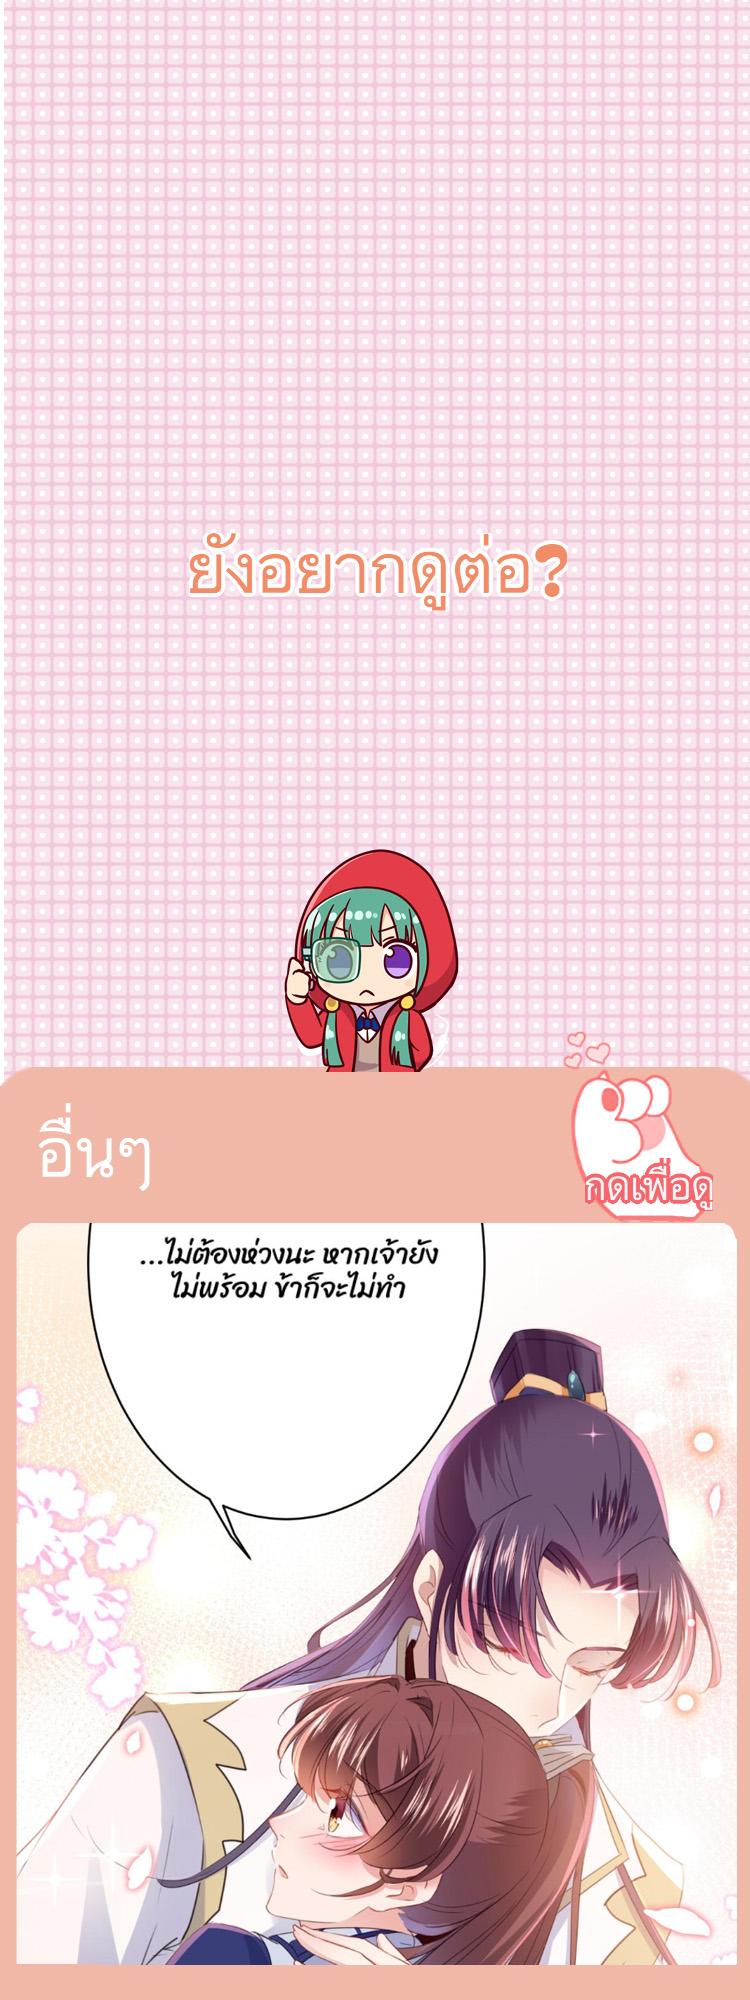 ยังอยากดูต่อ?
อื่นๆ
กดเพื่อดู
...ไม่ต้องห่วงนะ หากเจ้ายัง
ไม่พร้อม ข้าก็จะไม่ทำ